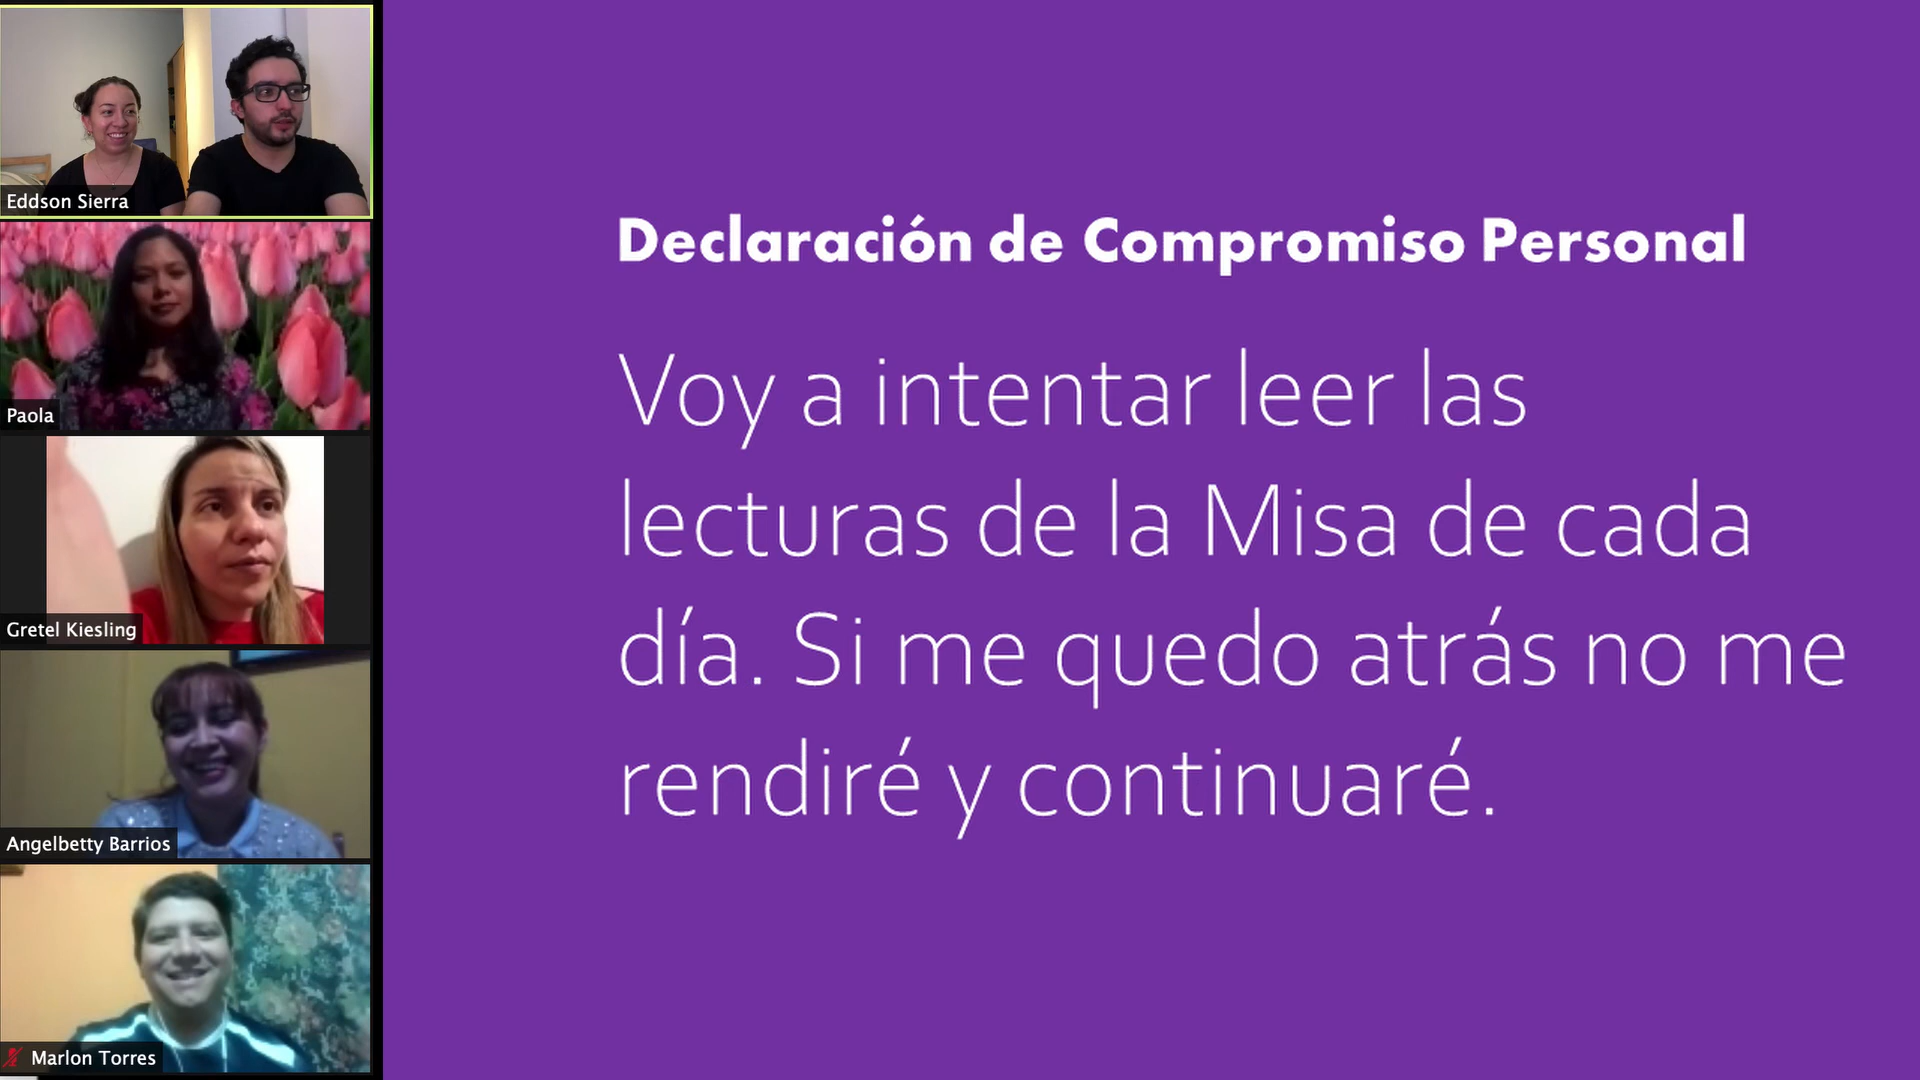 Eddson Sierra
Paola
Gretel Kiesling
Angelbetty Barrios
Marlon Torres
Declaración de Compromiso Personal
Voy a intentar leer las
lecturas de la Misa de cada
día. Si me quedo atrás no me
rendiré y continuaré.